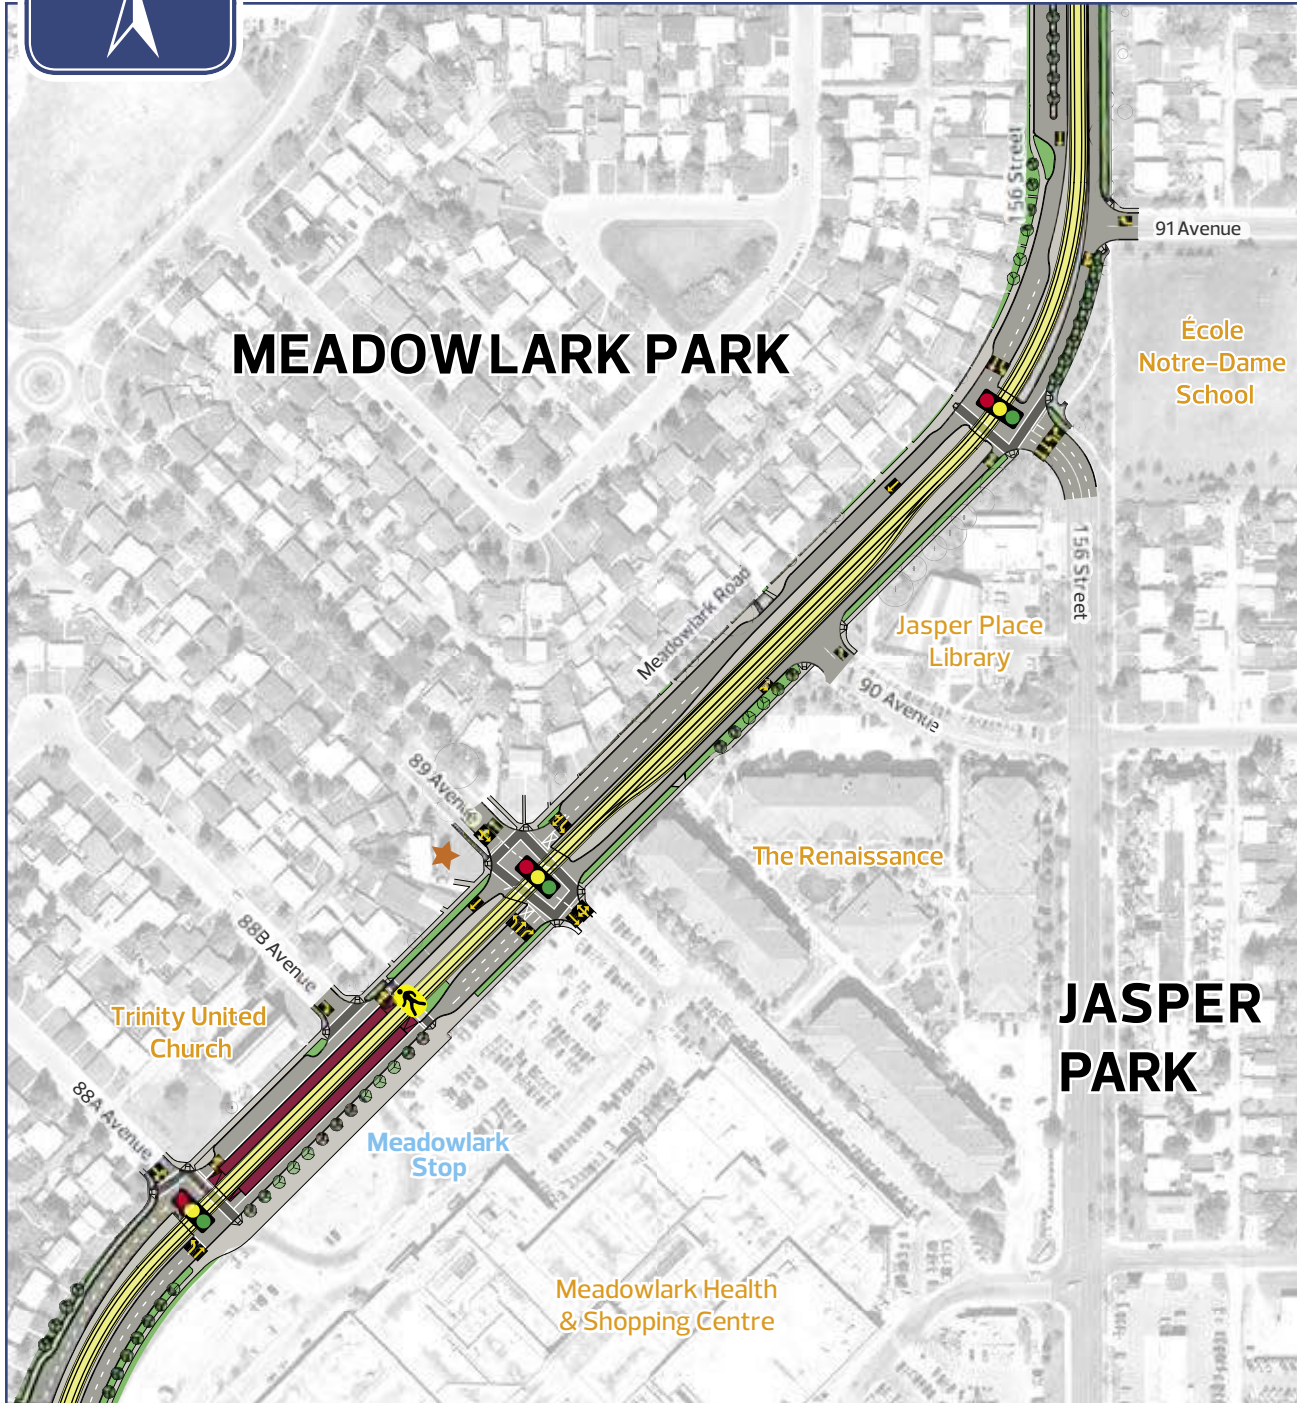 156 Street
91 Avenue
École
Notre-Dame
School
MEADOWLARK PARK
156 Street
Meadowlark Road
Jasper Place
Library
90 Avenue
89 Avenue
The Renaissance
88B Avenue
JASPER
PARK
Trinity United
Church
88A Avenue
Meadowlark
Stop
Meadowlark Health
& Shopping Centre